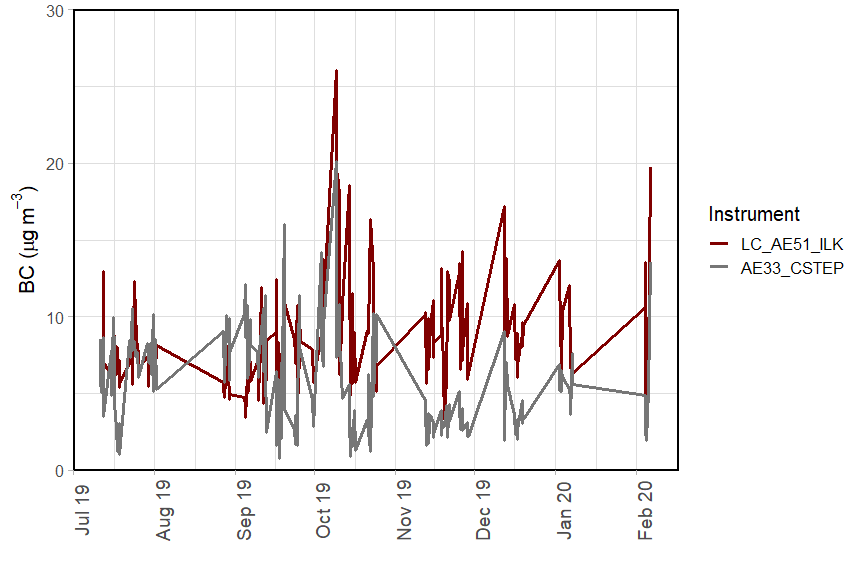 30
20
10
0
BC (μg m⁻³)
Jul 19
Aug 19
Sep 19
Oct 19
Nov 19
Dec 19
Jan 20
Feb 20
Instrument
LC_AE51_ILK
AE33_CSTEP